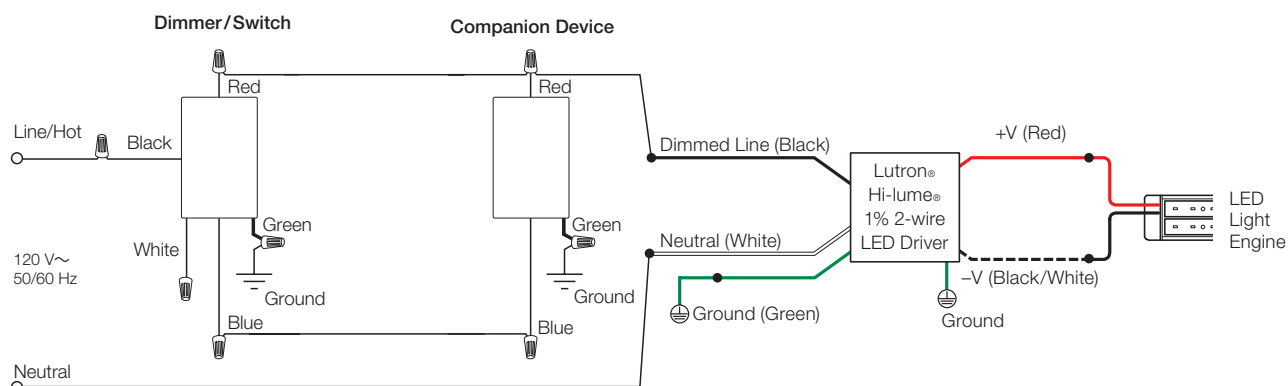 Dimmer/Switch
Companion Device
Red
Red
Line/Hot
Black
Dimmed Line (Black)
+V (Red)
Lutron®
Hi-lume®
1% 2-wire
LED Driver
LED
Light
Engine
Green
Green
White
Neutral (White)
120 V~
50/60 Hz
–V (Black/White)
Ground
Ground
Ground (Green)
Ground
Blue
Blue
Neutral